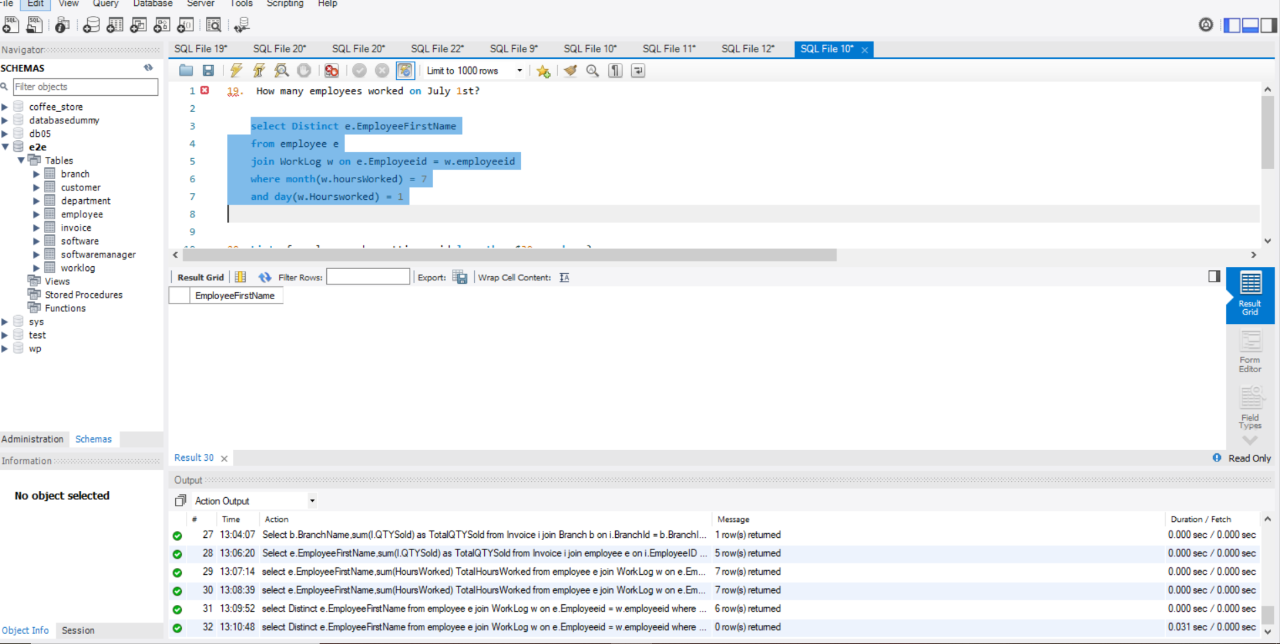 File Edit View Query Database Server Tools Scripting Help
Navigator
SCHEMAS
Filter objects
coffee_store
databasedummy
db05
e2e
Tables
branch
customer
department
employee
invoice
software
softwaremanager
worklog
Views
Stored Procedures
Functions
sys
test
wp
Administration Schemas
Information
No object selected
Object Info Session
SQL File 19* SQL File 20* SQL File 20* SQL File 22* SQL File 9* SQL File 10* SQL File 11* SQL File 12* SQL File 10*
Limit to 1000 rows
1 19. How many employees worked on July 1st?
2
3 select Distinct e.EmployeeFirstName
4 from employee e
5 join WorkLog w on e.Employeeid = w.employeeid
6 where month(w.hoursWorked) = 7
7 and day(w.Hoursworked) = 1
8
9
Result Grid Filter Rows: Export: Wrap Cell Content:
EmployeeFirstName
Result Grid
Form Editor
Field Types
Result 30
Read Only
Output
Action Output
# Time Action Message Duration / Fetch
27 13:04:07 Select b.BranchName,sum(I.QTYSold) as TotalQTYSold from Invoice i join Branch b on i.BranchId = b.BranchI... 1 row(s) returned 0.000 sec / 0.000 sec
28 13:06:20 Select e.EmployeeFirstName,sum(I.QTYSold) as TotalQTYSold from Invoice i join employee e on i.EmployeeID ... 5 row(s) returned 0.000 sec / 0.000 sec
29 13:07:14 select e.EmployeeFirstName,sum(HoursWorked) TotalHoursWorked from employee e join WorkLog w on e.Em... 7 row(s) returned 0.000 sec / 0.000 sec
30 13:08:39 select e.EmployeeFirstName,sum(HoursWorked) TotalHoursWorked from employee e join WorkLog w on e.Em... 7 row(s) returned 0.000 sec / 0.000 sec
31 13:09:52 select Distinct e.EmployeeFirstName from employee e join WorkLog w on e.Employeeid = w.employeeid where ... 6 row(s) returned 0.000 sec / 0.000 sec
32 13:10:48 select Distinct e.EmployeeFirstName from employee e join WorkLog w on e.Employeeid = w.employeeid where ... 0 row(s) returned 0.031 sec / 0.000 sec